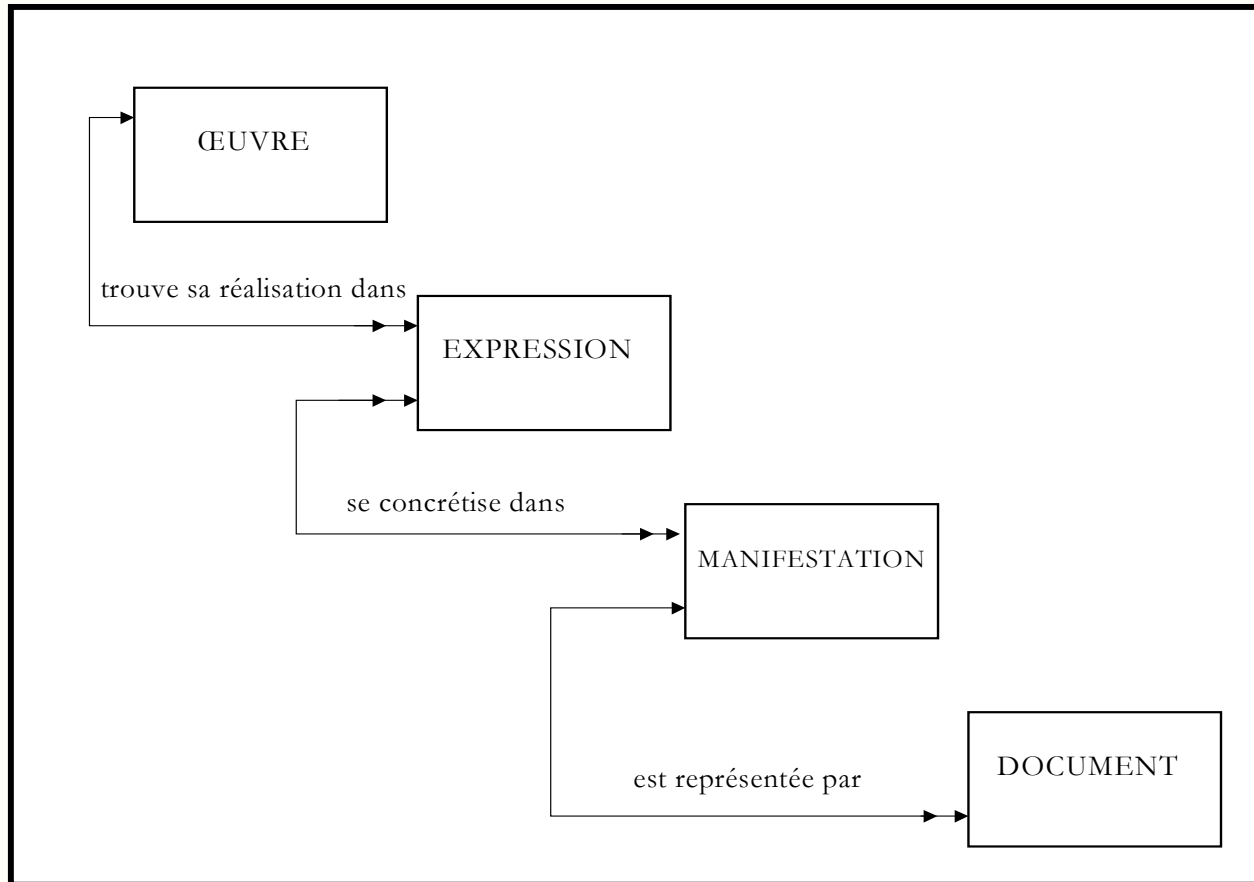 ŒUVRE
trouve sa réalisation dans
EXPRESSION
se concrétise dans
MANIFESTATION
est représentée par
DOCUMENT